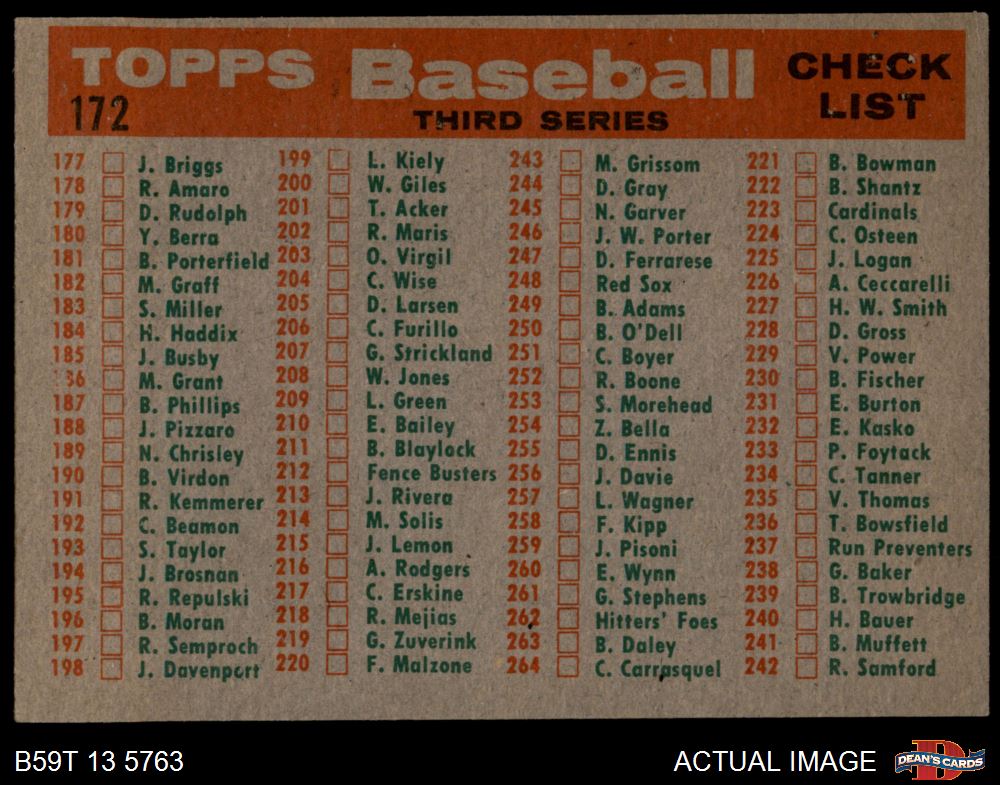 TOPPS Baseball CHECK LIST
172 THIRD SERIES
177 J. Briggs
178 R. Amaro
179 D. Rudolph
180 Y. Berra
181 B. Porterfield
182 M. Graff
183 S. Miller
184 H. Haddix
185 J. Busby
186 M. Grant
187 B. Phillips
188 J. Pizzaro
189 N. Chrisley
190 B. Virdon
191 R. Kemmerer
192 C. Beamon
193 S. Taylor
194 J. Brosnan
195 R. Repulski
196 B. Moran
197 R. Semproch
198 J. Davenport
199 L. Kiely
200 W. Giles
201 T. Acker
202 R. Maris
203 O. Virgil
204 C. Wise
205 D. Larsen
206 C. Furillo
207 G. Strickland
208 W. Jones
209 L. Green
210 E. Bailey
211 B. Blaylock
212 Fence Busters
213 J. Rivera
214 M. Solis
215 J. Lemon
216 A. Rodgers
217 C. Erskine
218 R. Mejias
219 G. Zuverink
220 F. Malzone
243 M. Grissom
244 D. Gray
245 N. Garver
246 J. W. Porter
247 D. Ferrarese
248 Red Sox
249 B. Adams
250 B. O'Dell
251 C. Boyer
252 R. Boone
253 S. Morehead
254 Z. Bella
255 D. Ennis
256 J. Davie
257 L. Wagner
258 F. Kipp
259 J. Pisoni
260 E. Wynn
261 G. Stephens
262 Hitters' Foes
263 B. Daley
264 C. Carrasquel
221 B. Bowman
222 B. Shantz
223 Cardinals
224 C. Osteen
225 J. Logan
226 A. Ceccarelli
227 H. W. Smith
228 D. Gross
229 V. Power
230 B. Fischer
231 E. Burton
232 E. Kasko
233 P. Foytack
234 C. Tanner
235 V. Thomas
236 T. Bowsfield
237 Run Preventers
238 G. Baker
239 B. Trowbridge
240 H. Bauer
241 B. Muffett
242 R. Samford
B59T 13 5763 ACTUAL IMAGE DEAN'S CARDS